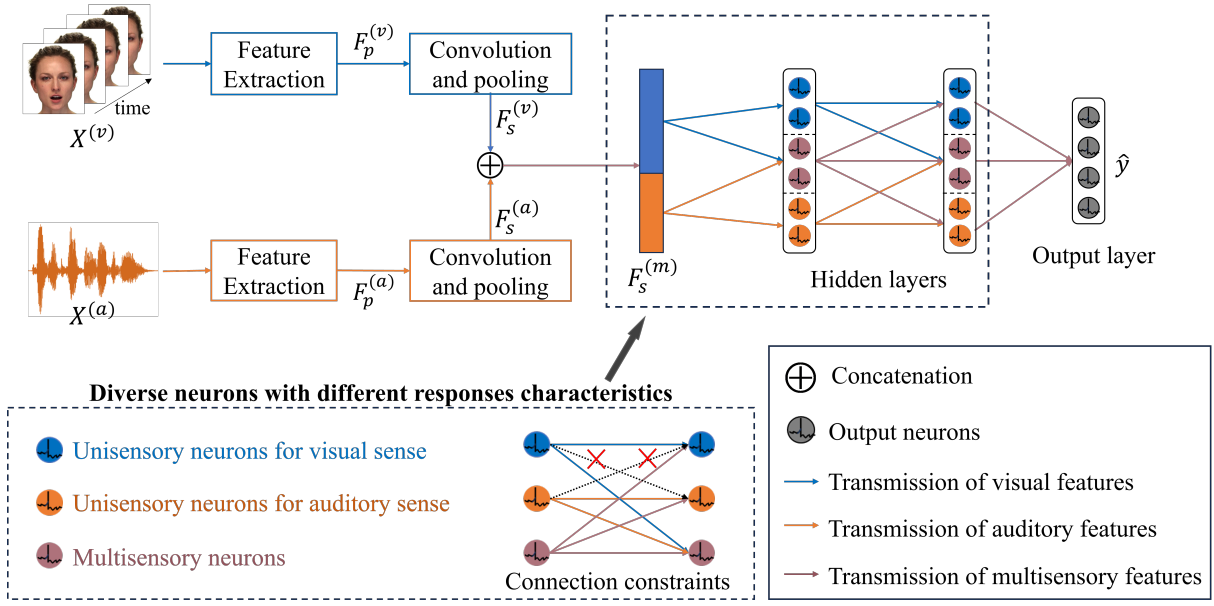 time
X^(v)
Feature
Extraction
F_p^(v)
Convolution
and pooling
F_s^(v)
F_s^(a)
X^(a)
Feature
Extraction
F_p^(a)
Convolution
and pooling
F_s^(m)
Hidden layers
ŷ
Output layer
Diverse neurons with different responses characteristics
Unisensory neurons for visual sense
Unisensory neurons for auditory sense
Multisensory neurons
Connection constraints
Concatenation
Output neurons
Transmission of visual features
Transmission of auditory features
Transmission of multisensory features